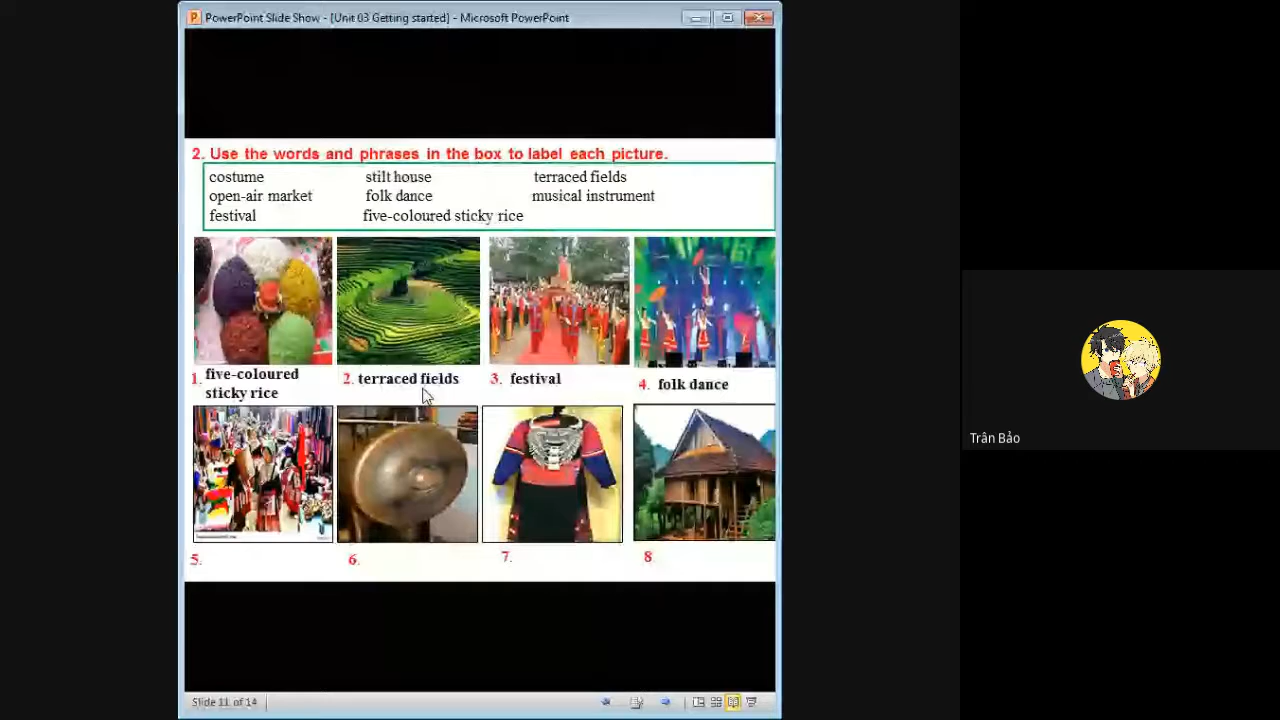 PowerPoint Slide Show - [Unit 03 Getting started] - Microsoft PowerPoint
2. Use the words and phrases in the box to label each picture.
costume stilt house terraced fields
open-air market folk dance musical instrument
festival five-coloured sticky rice
1. five-coloured sticky rice
2. terraced fields
3. festival
4. folk dance
5.
6.
7.
8
Slide 11 of 14
Trân Bảo